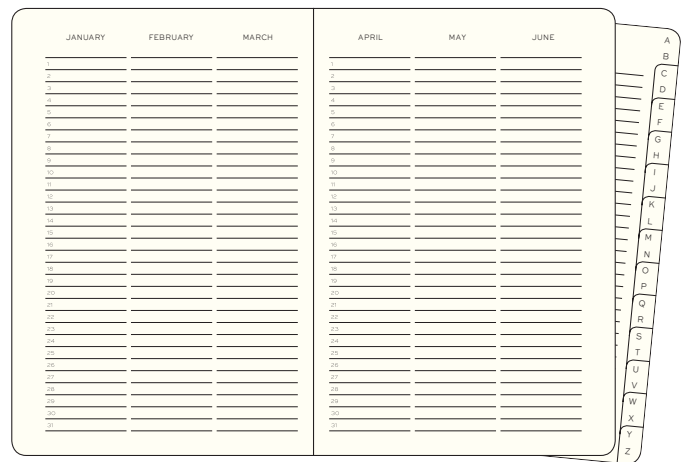 JANUARY FEBRUARY MARCH
1
2
3
4
5
6
7
8
9
10
11
12
13
14
15
16
17
18
19
20
21
22
23
24
25
26
27
28
29
30
31
APRIL MAY JUNE
1
2
3
4
5
6
7
8
9
10
11
12
13
14
15
16
17
18
19
20
21
22
23
24
25
26
27
28
29
30
31
A
B
C
D
E
F
G
H
I
J
K
L
M
N
O
P
Q
R
S
T
U
V
W
X
Y
Z